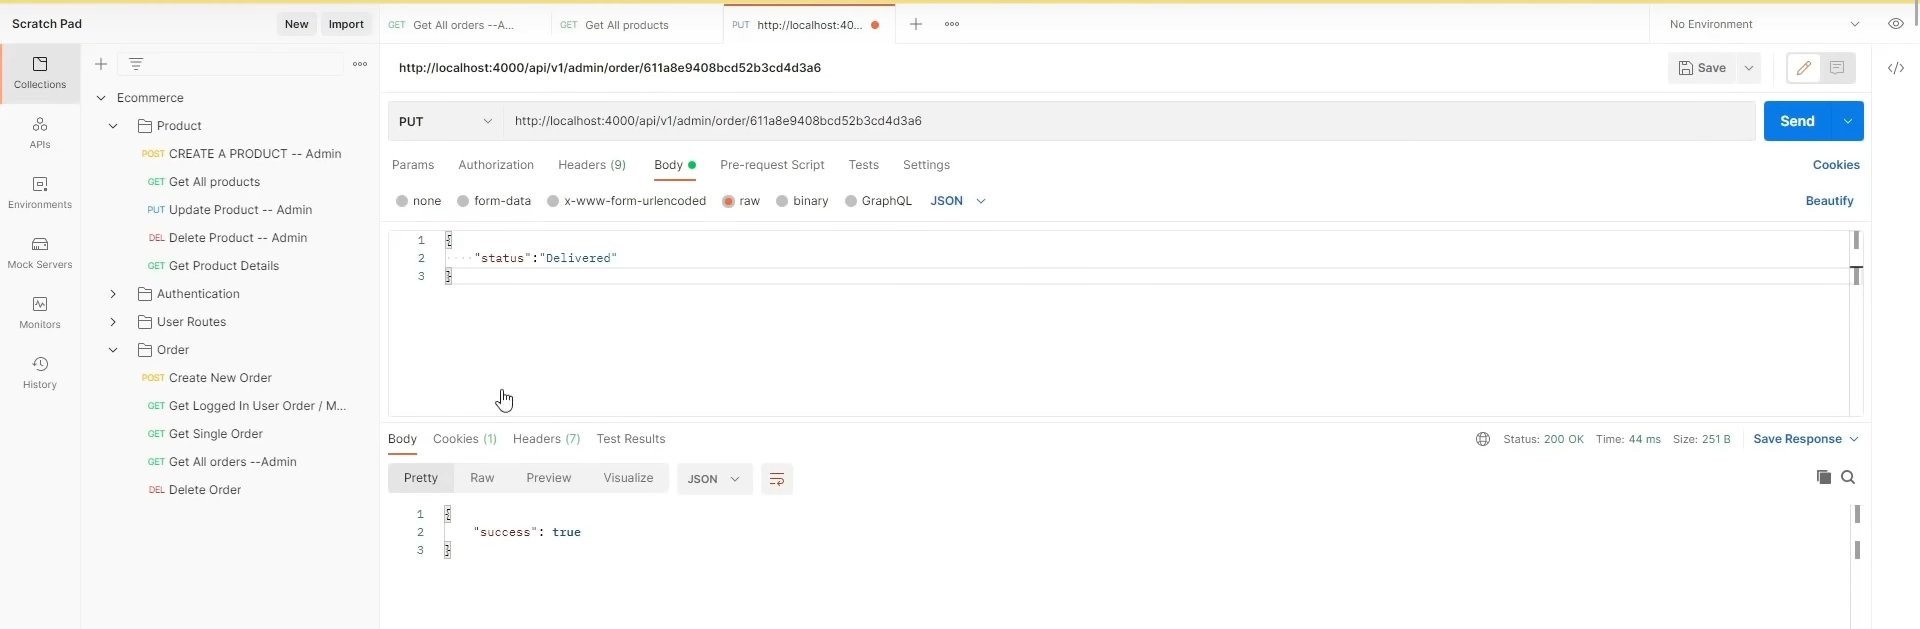 Scratch Pad
New
Import
GET Get All orders --A...
GET Get All products
PUT http://localhost:40...
No Environment
http://localhost:4000/api/v1/admin/order/611a8e9408bcd52b3cd4d3a6
Save
PUT
http://localhost:4000/api/v1/admin/order/611a8e9408bcd52b3cd4d3a6
Send
Params
Authorization
Headers (9)
Body
Pre-request Script
Tests
Settings
Cookies
none
form-data
x-www-form-urlencoded
raw
binary
GraphQL
JSON
Beautify
1 {
2 "status":"Delivered"
3 }
Collections
APIs
Environments
Mock Servers
Monitors
History
Ecommerce
Product
POST CREATE A PRODUCT -- Admin
GET Get All products
PUT Update Product -- Admin
DEL Delete Product -- Admin
GET Get Product Details
Authentication
User Routes
Order
POST Create New Order
GET Get Logged In User Order / M...
GET Get Single Order
GET Get All orders --Admin
DEL Delete Order
Body
Cookies (1)
Headers (7)
Test Results
Status: 200 OK
Time: 44 ms
Size: 251 B
Save Response
Pretty
Raw
Preview
Visualize
JSON
1 {
2 "success": true
3 }